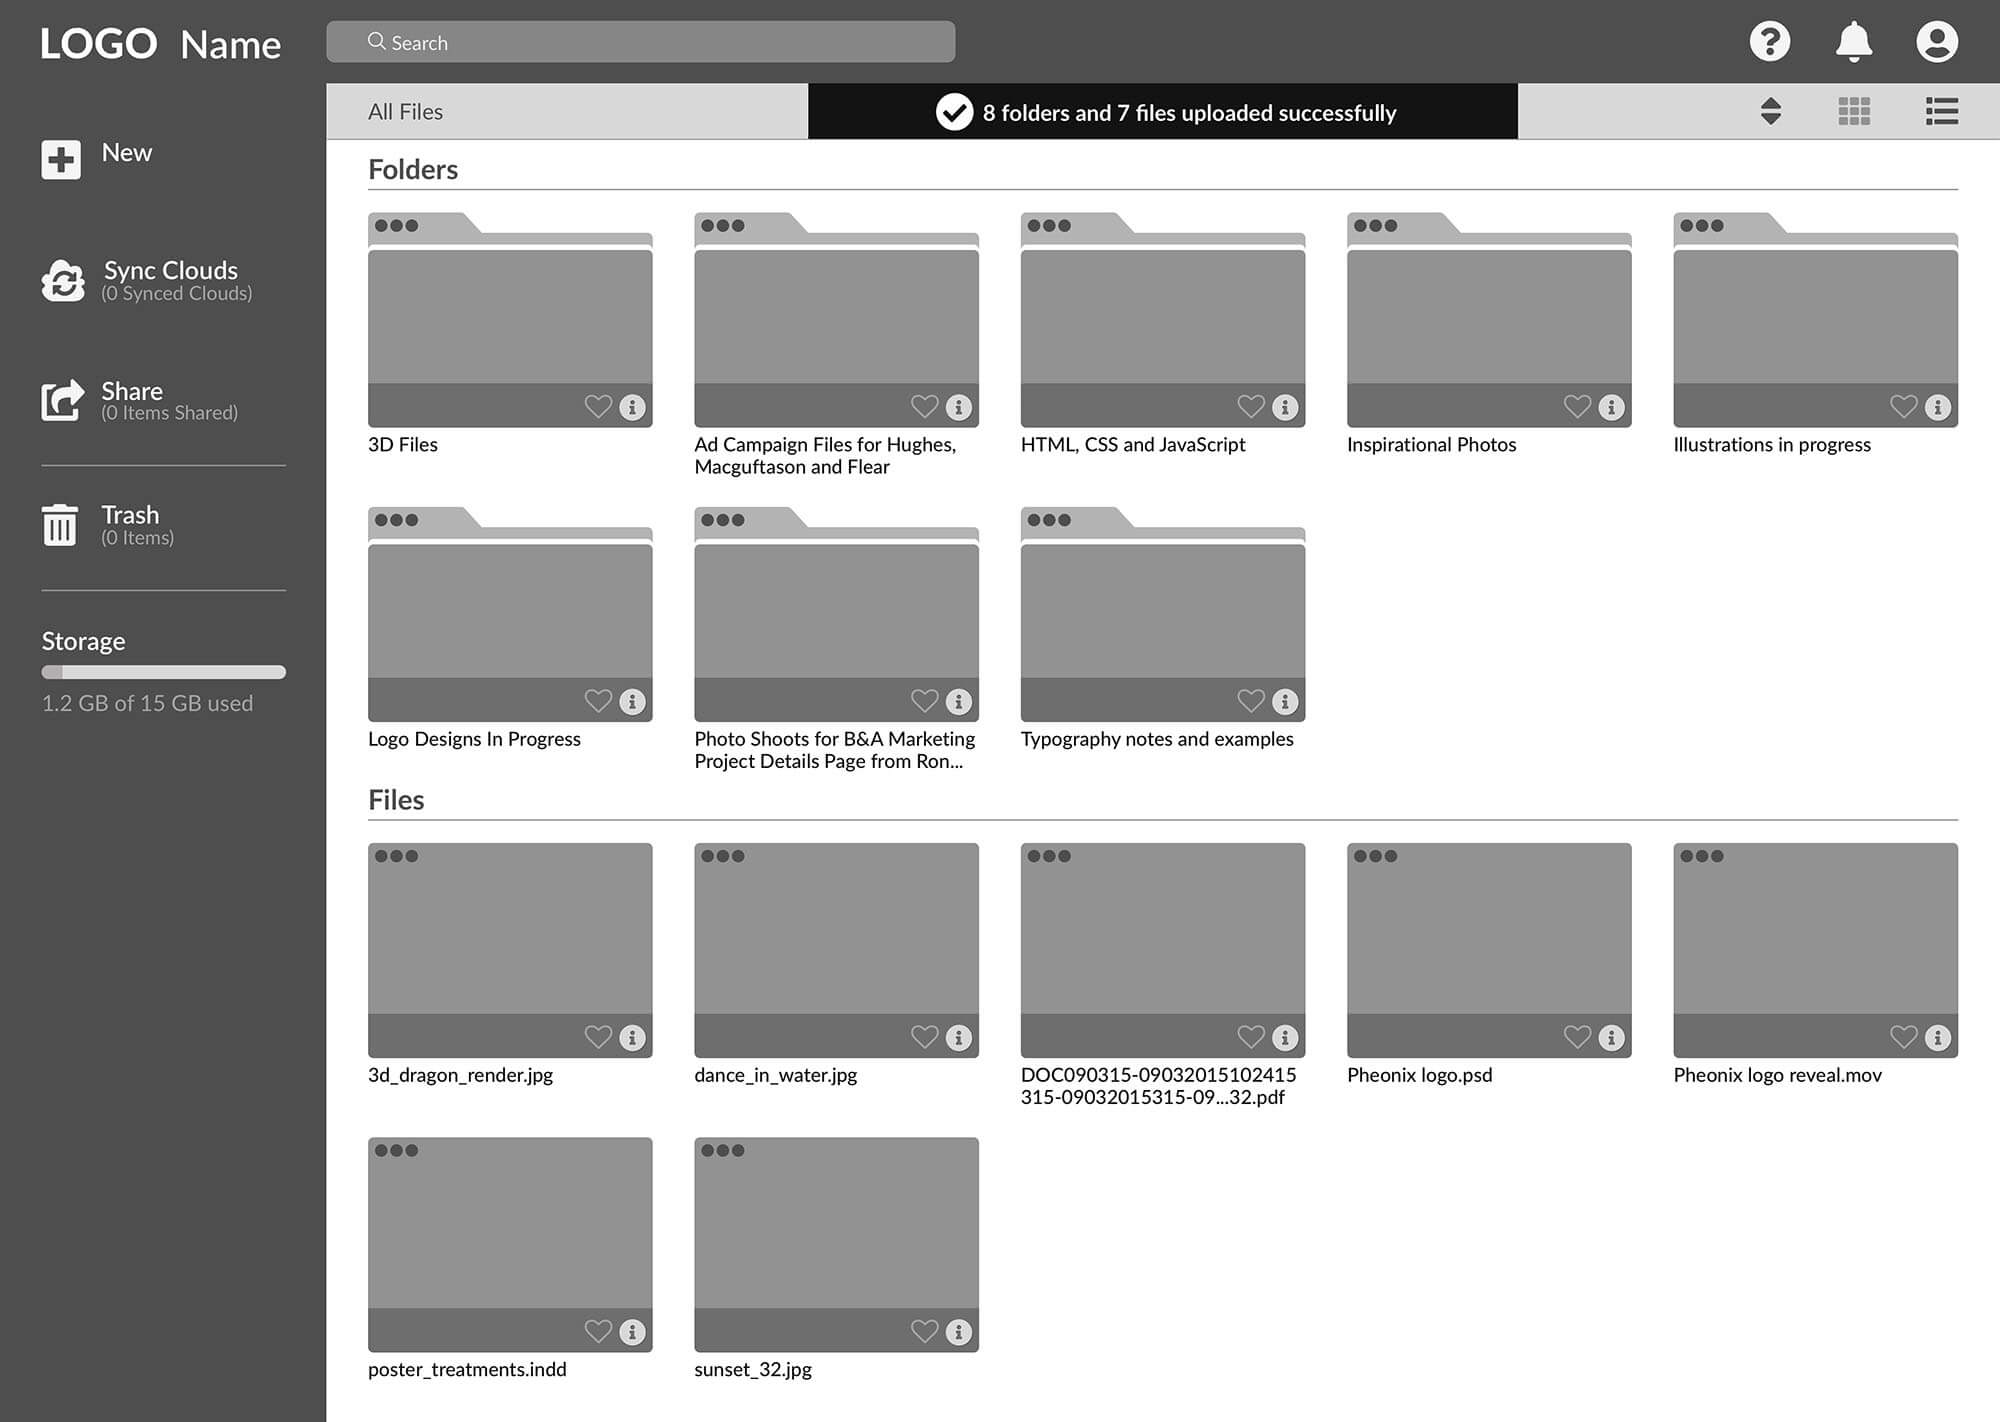 LOGO Name
Search
All Files
8 folders and 7 files uploaded successfully
New
Sync Clouds
(0 Synced Clouds)
Share
(0 Items Shared)
Trash
(0 Items)
Storage
1.2 GB of 15 GB used
Folders
3D Files
Ad Campaign Files for Hughes,
Macguftason and Flear
HTML, CSS and JavaScript
Inspirational Photos
Illustrations in progress
Logo Designs In Progress
Photo Shoots for B&A Marketing
Project Details Page from Ron...
Typography notes and examples
Files
3d_dragon_render.jpg
dance_in_water.jpg
DOC090315-09032015102415
315-09032015315-09...32.pdf
Pheonix logo.psd
Pheonix logo reveal.mov
poster_treatments.indd
sunset_32.jpg